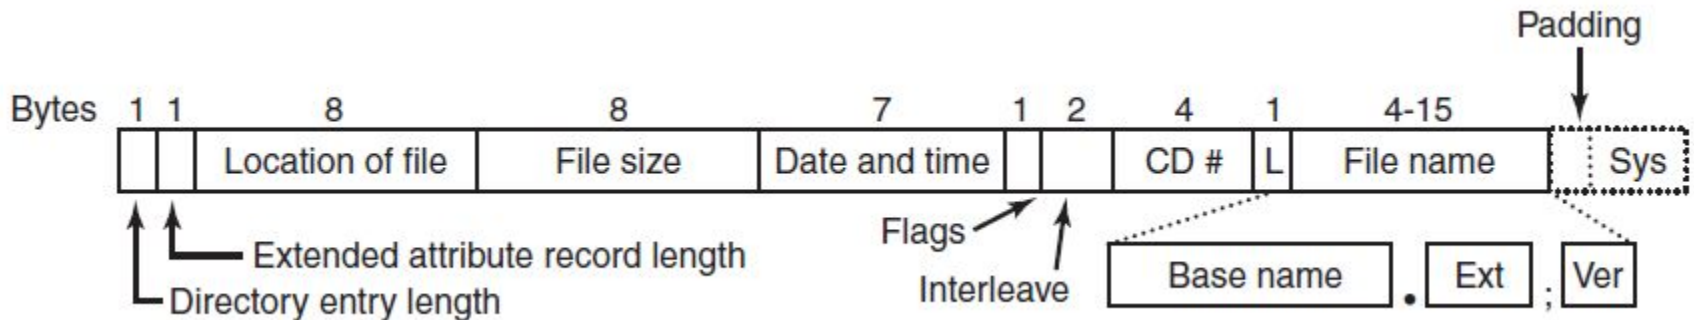 Padding
Bytes 1 1 8 8 7 1 2 4 1 4-15
Location of file File size Date and time CD # L File name Sys
Flags
Extended attribute record length
Interleave
Base name . Ext ; Ver
Directory entry length